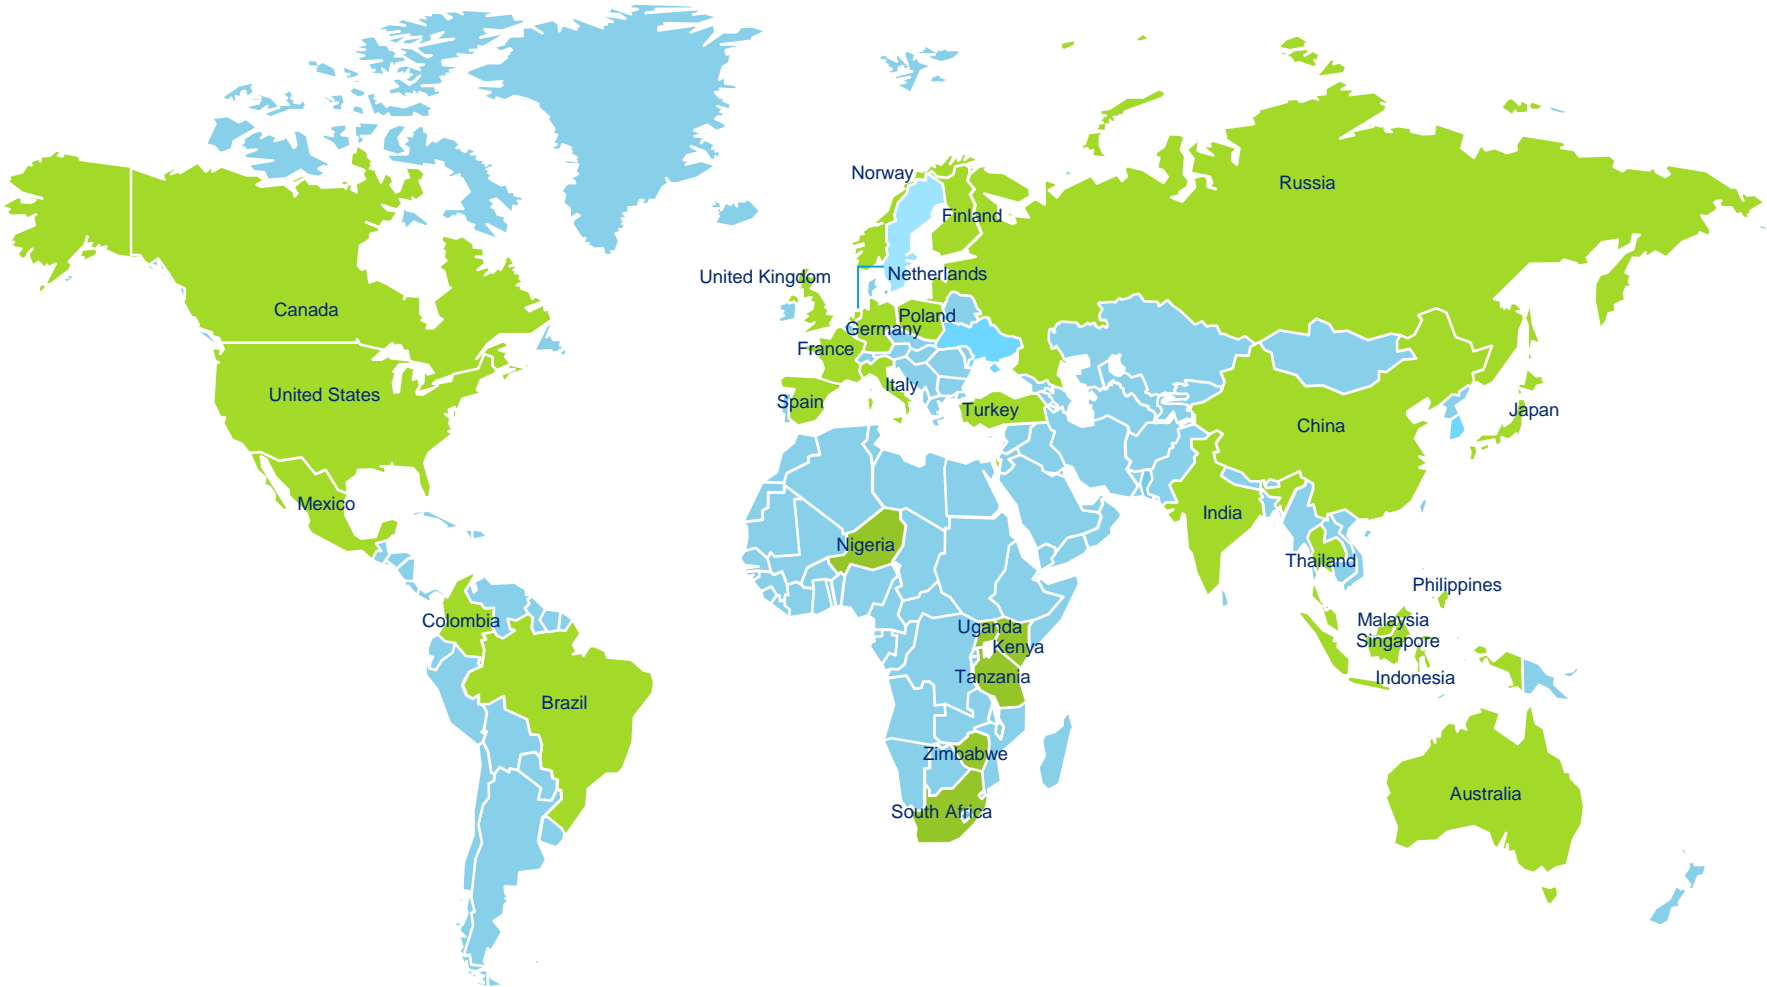 Norway
Russia
Finland
United Kingdom
Netherlands
Canada
Poland
Germany
France
United States
Italy
Spain
Turkey
Japan
China
Mexico
India
Nigeria
Thailand
Philippines
Colombia
Malaysia
Uganda
Singapore
Kenya
Tanzania
Indonesia
Brazil
Zimbabwe
Australia
South Africa